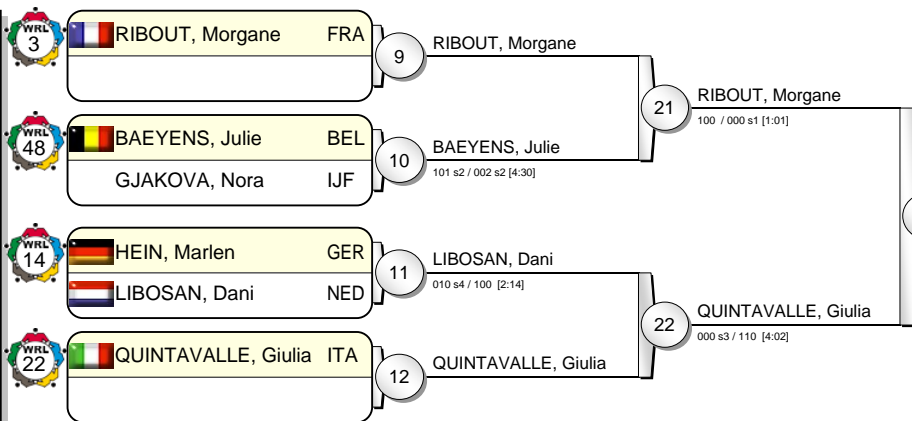 WRL 3 RIBOUT, Morgane FRA
9 RIBOUT, Morgane
21 RIBOUT, Morgane
100 / 000 s1 [1:01]
WRL 48 BAEYENS, Julie BEL
GJAKOVA, Nora IJF
10 BAEYENS, Julie
101 s2 / 002 s2 [4:30]
WRL 14 HEIN, Marlen GER
LIBOSAN, Dani NED
11 LIBOSAN, Dani
010 s4 / 100 [2:14]
22 QUINTAVALLE, Giulia
000 s3 / 110 [4:02]
WRL 22 QUINTAVALLE, Giulia ITA
12 QUINTAVALLE, Giulia